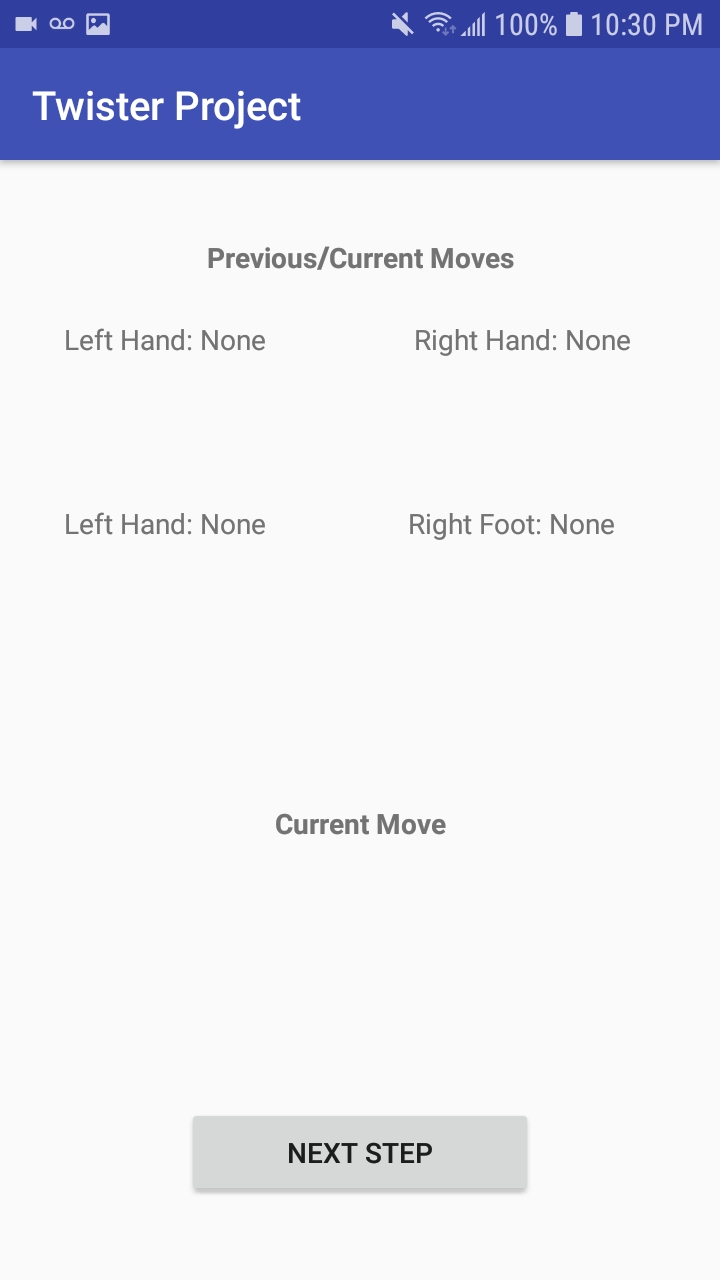 100% 10:30 PM
Twister Project
Previous/Current Moves
Left Hand: None Right Hand: None
Left Hand: None Right Foot: None
Current Move
NEXT STEP